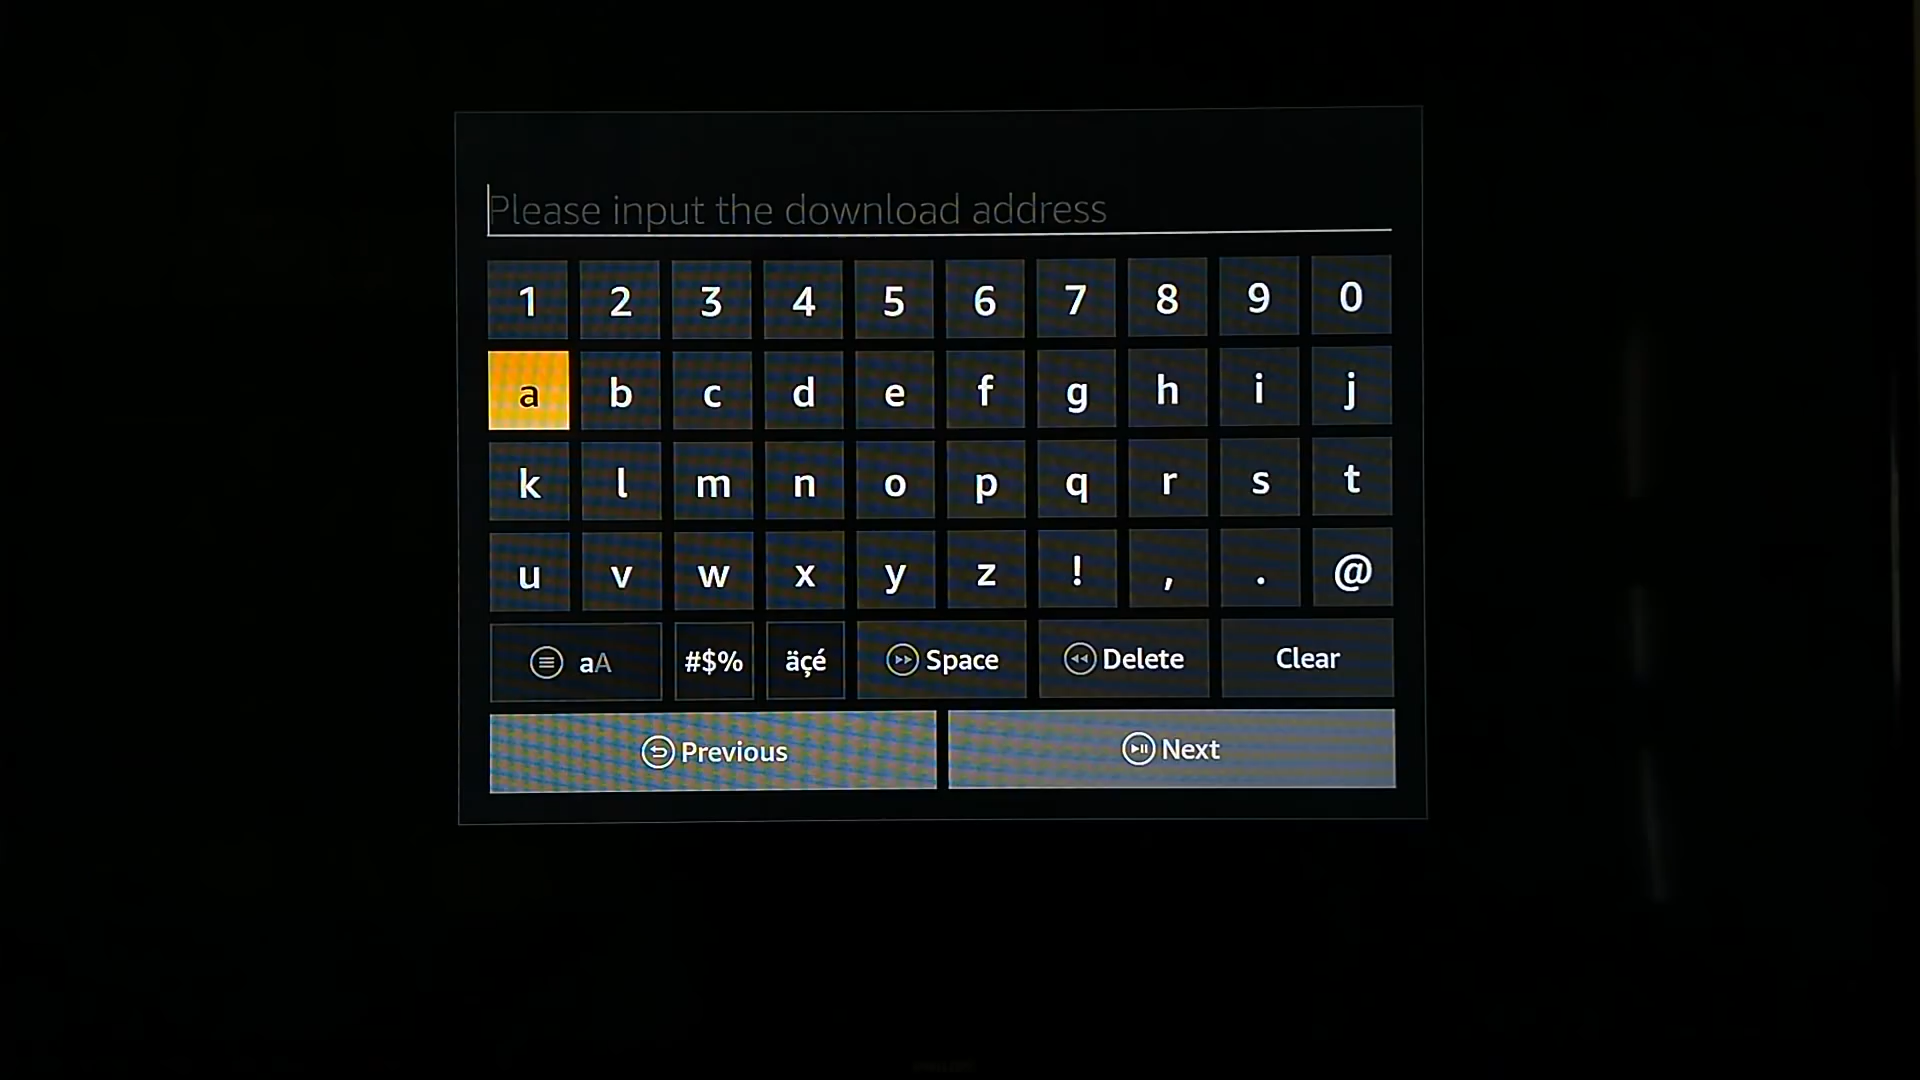 Please input the download address
1 2 3 4 5 6 7 8 9 0
a b c d e f g h i j
k l m n o p q r s t
u v w x y z ! , . @
aA #$% äçé Space Delete Clear
Previous Next